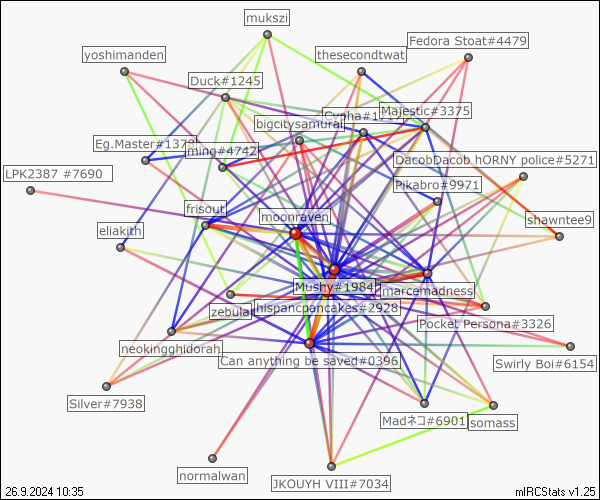 mukszi
Fedora Stoat#4479
yoshimanden
thesecondtwat
Duck#1245
Majestic#3375
bigcitysamurai
Eg.Master#1378
ming#4742
DacobDacob hORNY police#5271
LPK2387 #7690
Pikabro#9971
frisout
moonraven
shawntee9
eliakith
Mushy#1984
marcemadness
zebulai
hispancpancakes#2928
Pocket Persona#3326
neokingghidorah
Can anything be saved#0396
Swirly Boi#6154
Silver#7938
Madネコ#6901
somass
normalwan
JKOUYH VIII#7034
26.9.2024 10:35
mIRCStats v1.25